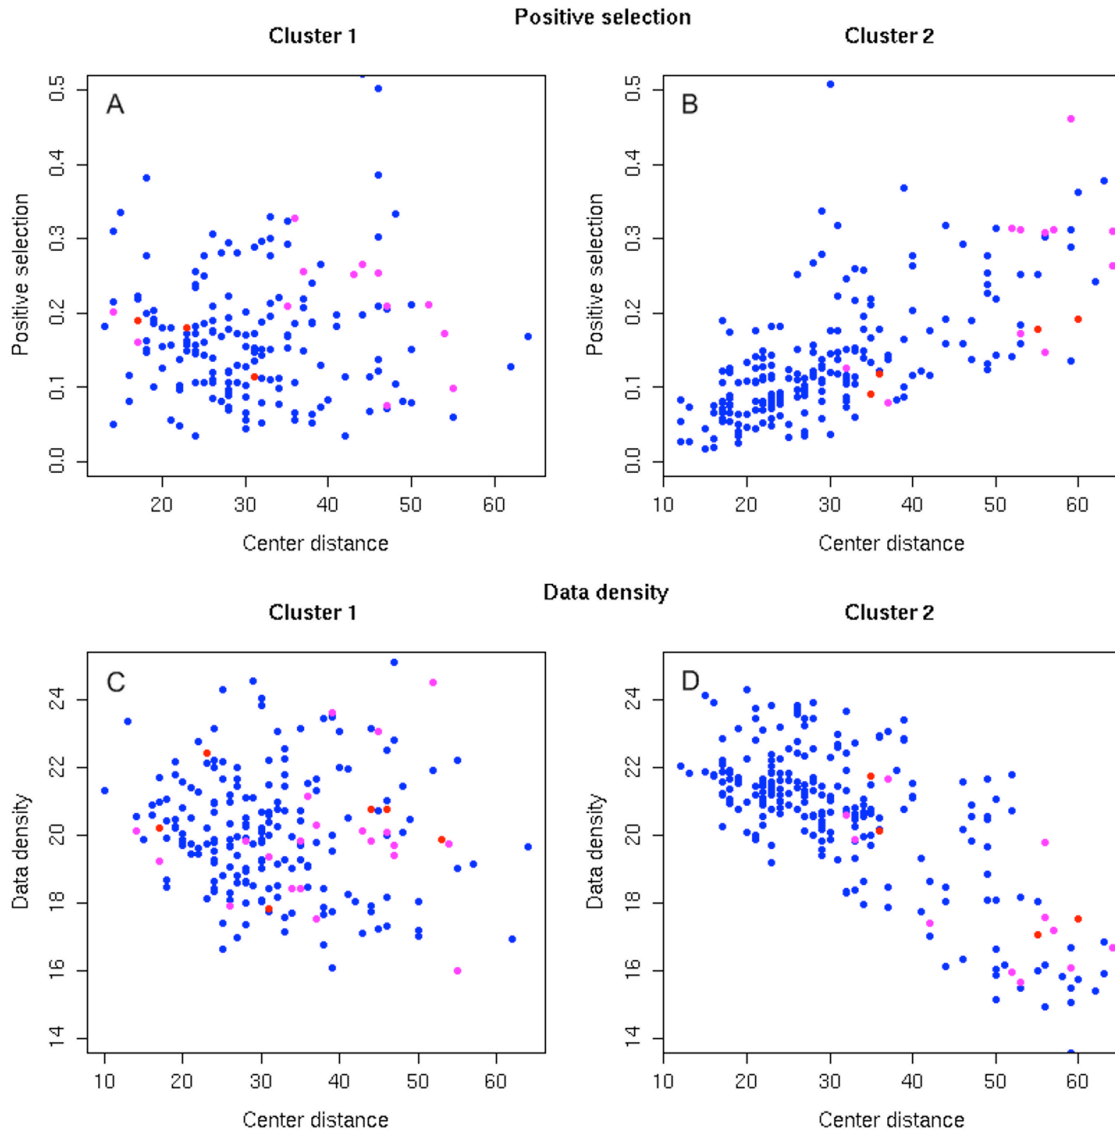 Positive selection
Cluster 1
Cluster 2
A
B
0.5
0.4
0.3
0.2
0.1
0.0
Positive selection
20 30 40 50 60
Center distance
0.5
0.4
0.3
0.2
0.1
0.0
Positive selection
10 20 30 40 50 60
Center distance
Data density
Cluster 1
Cluster 2
C
D
24
22
20
18
16
14
Data density
10 20 30 40 50 60
Center distance
24
22
20
18
16
14
Data density
10 20 30 40 50 60
Center distance